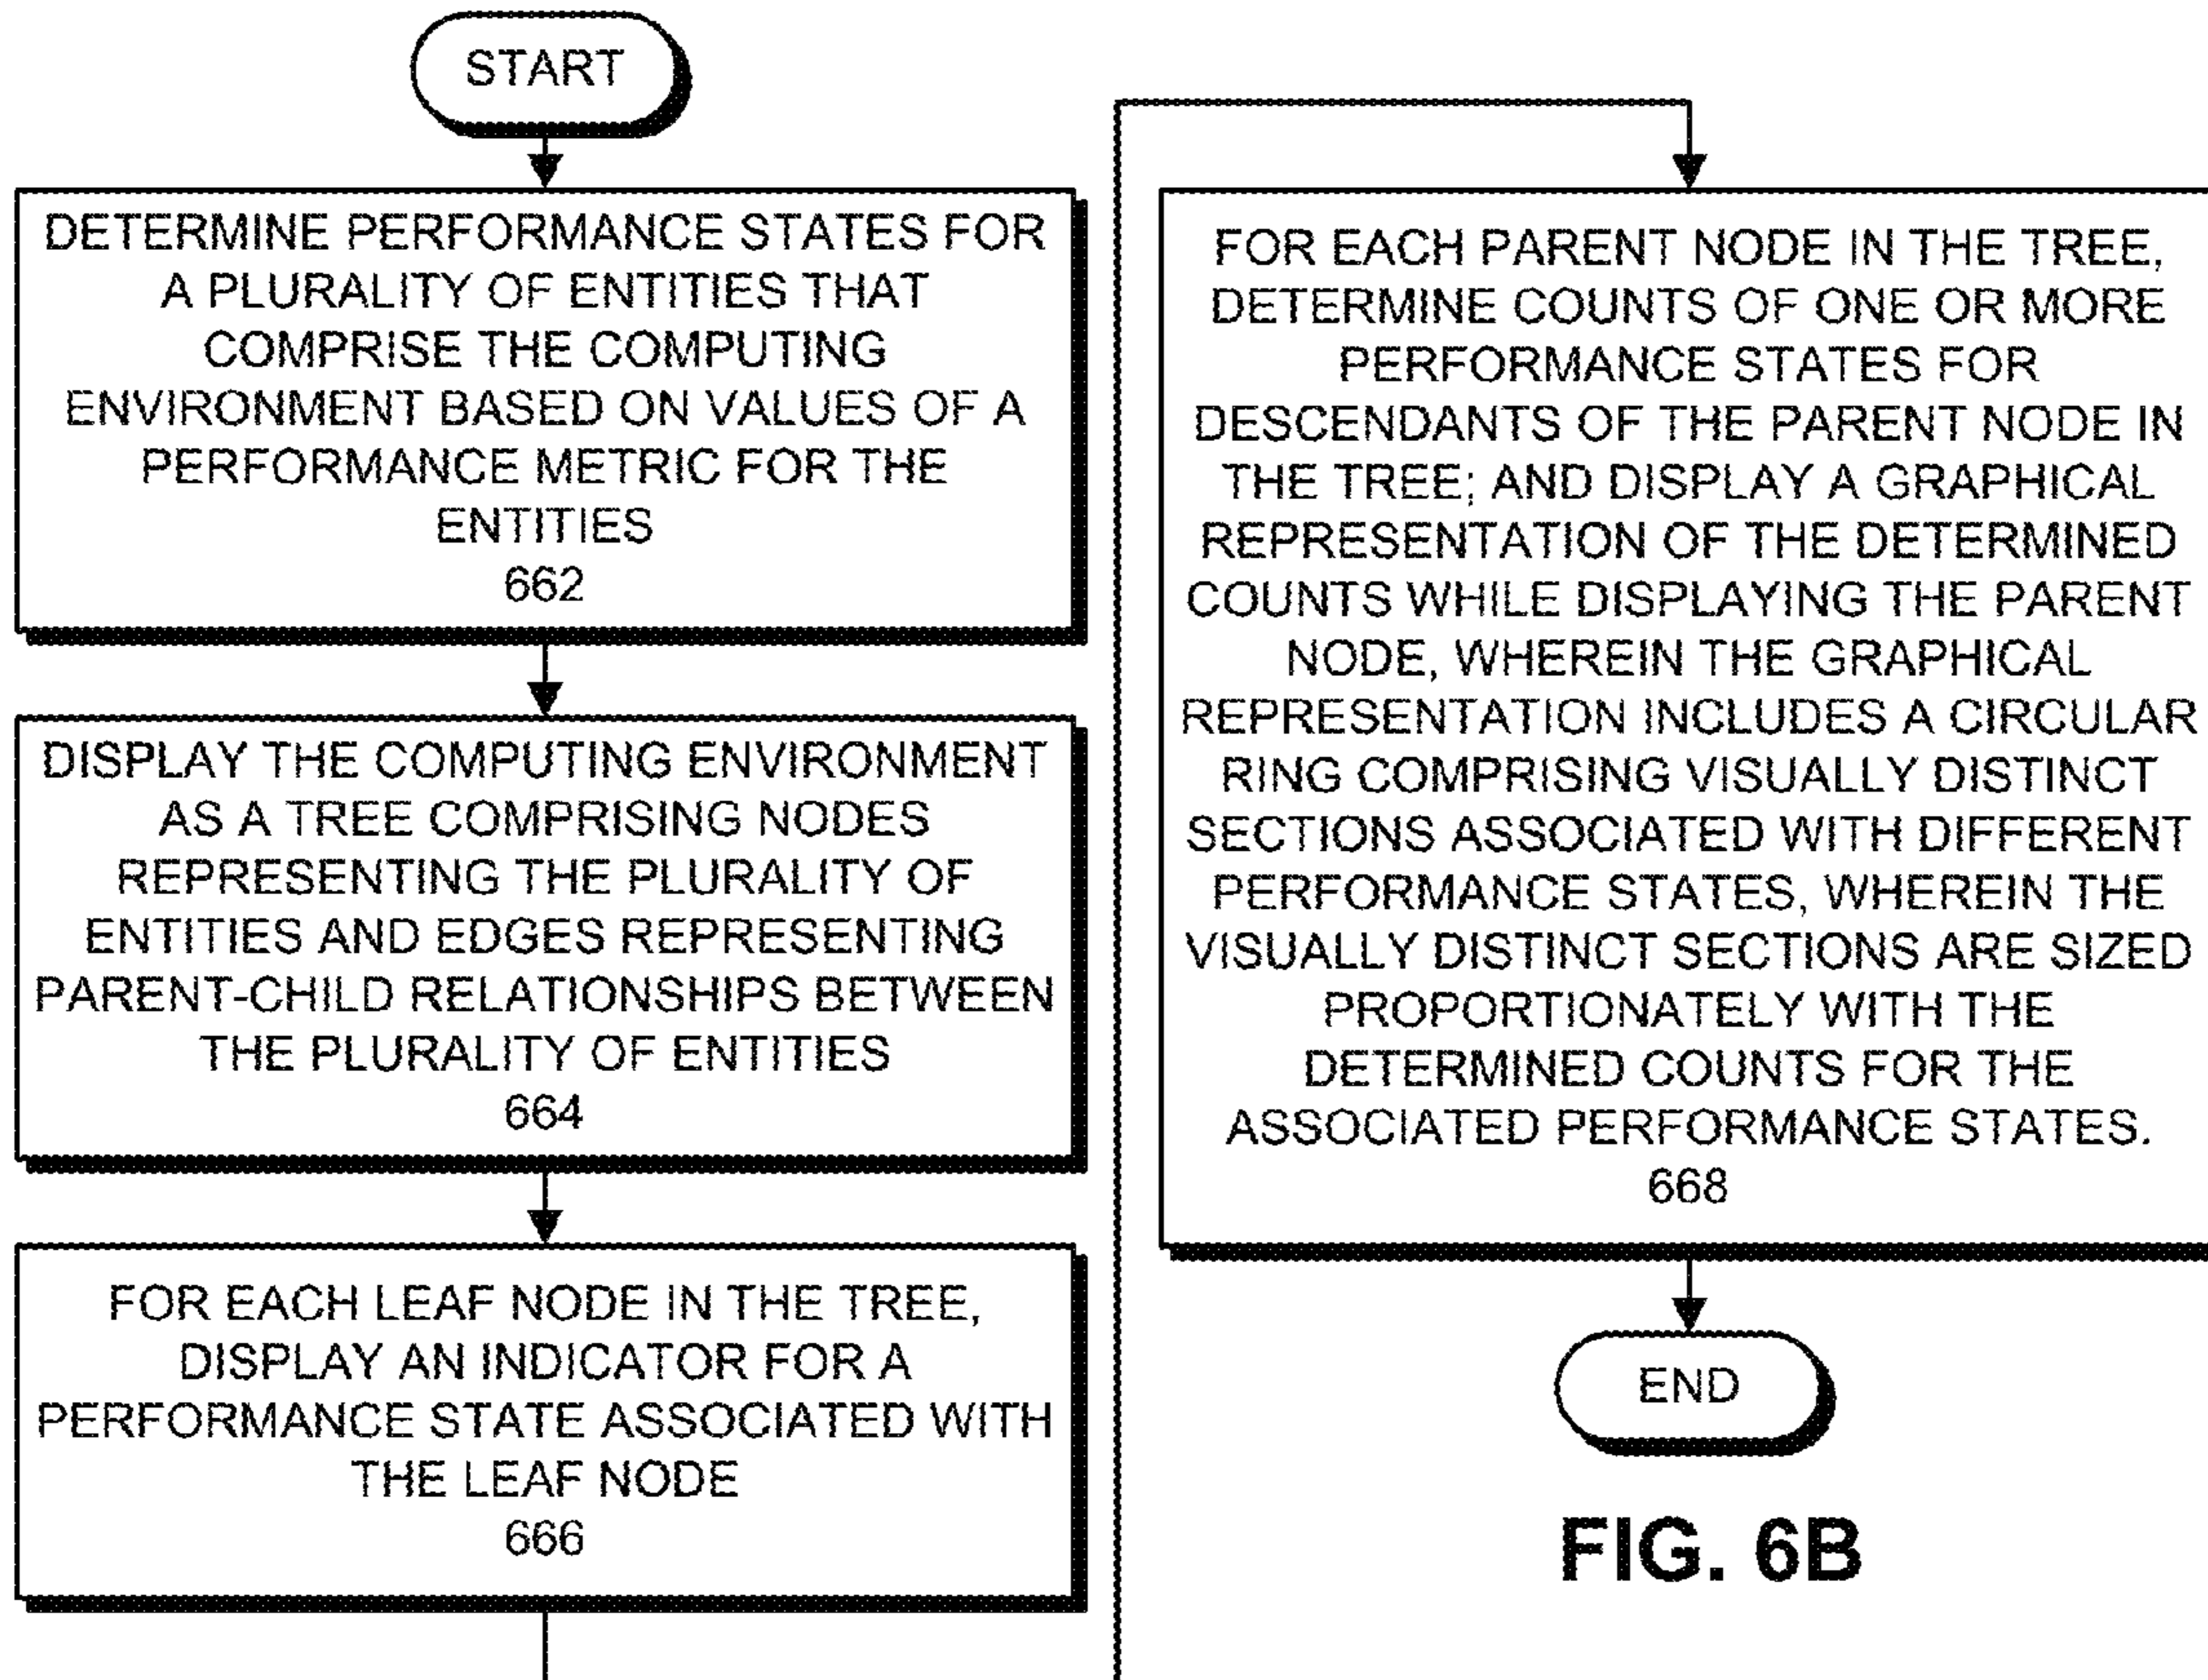 START
DETERMINE PERFORMANCE STATES FOR
A PLURALITY OF ENTITIES THAT
COMPRISE THE COMPUTING
ENVIRONMENT BASED ON VALUES OF A
PERFORMANCE METRIC FOR THE
ENTITIES
662
DISPLAY THE COMPUTING ENVIRONMENT
AS A TREE COMPRISING NODES
REPRESENTING THE PLURALITY OF
ENTITIES AND EDGES REPRESENTING
PARENT-CHILD RELATIONSHIPS BETWEEN
THE PLURALITY OF ENTITIES
664
FOR EACH LEAF NODE IN THE TREE,
DISPLAY AN INDICATOR FOR A
PERFORMANCE STATE ASSOCIATED WITH
THE LEAF NODE
666
FOR EACH PARENT NODE IN THE TREE,
DETERMINE COUNTS OF ONE OR MORE
PERFORMANCE STATES FOR
DESCENDANTS OF THE PARENT NODE IN
THE TREE; AND DISPLAY A GRAPHICAL
REPRESENTATION OF THE DETERMINED
COUNTS WHILE DISPLAYING THE PARENT
NODE, WHEREIN THE GRAPHICAL
REPRESENTATION INCLUDES A CIRCULAR
RING COMPRISING VISUALLY DISTINCT
SECTIONS ASSOCIATED WITH DIFFERENT
PERFORMANCE STATES, WHEREIN THE
VISUALLY DISTINCT SECTIONS ARE SIZED
PROPORTIONATELY WITH THE
DETERMINED COUNTS FOR THE
ASSOCIATED PERFORMANCE STATES.
668
END
FIG. 6B